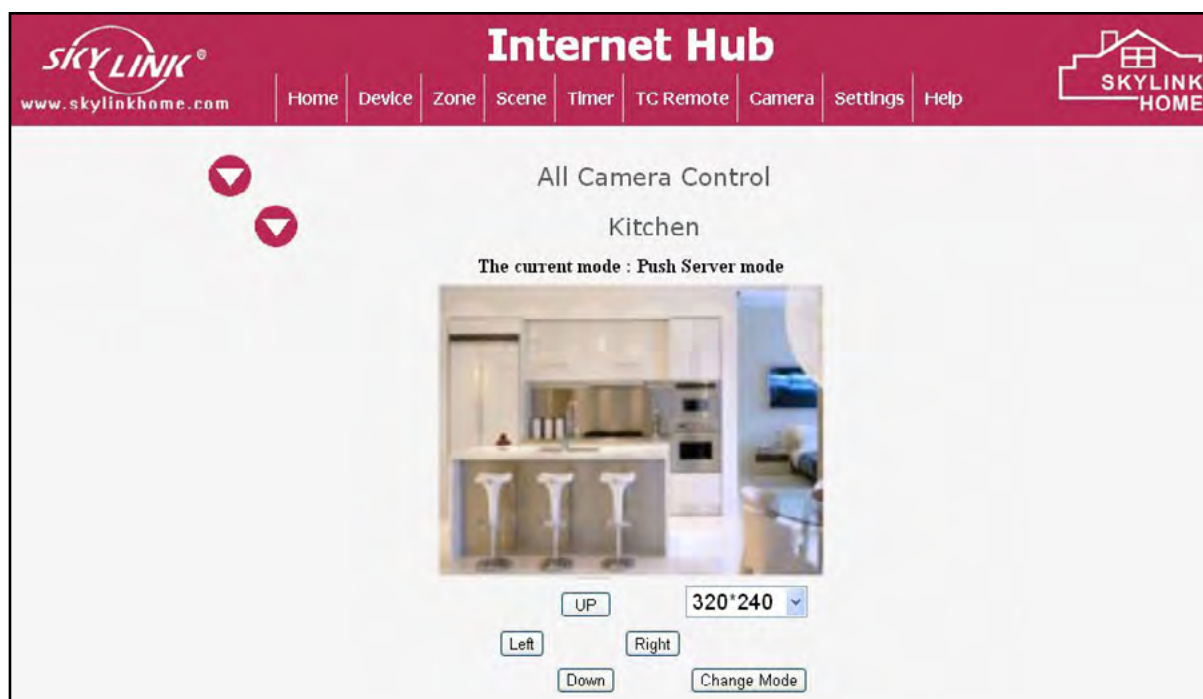 SKYLINK®
www.skylinkhome.com
Internet Hub
Home Device Zone Scene Timer TC Remote Camera Settings Help
SKYLINK
HOME
All Camera Control
Kitchen
The current mode : Push Server mode
UP
320*240
Left
Right
Down
Change Mode